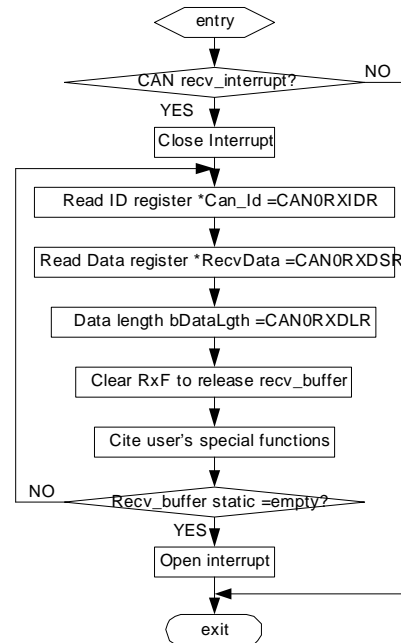 entry
CAN recv_interrupt?
NO
YES
Close Interrupt
Read ID register *Can_Id =CAN0RXIDR
Read Data register *RecvData =CAN0RXDSR
Data length bDataLgth =CAN0RXDLR
Clear RxF to release recv_buffer
Cite user's special functions
NO
Recv_buffer static =empty?
YES
Open interrupt
exit